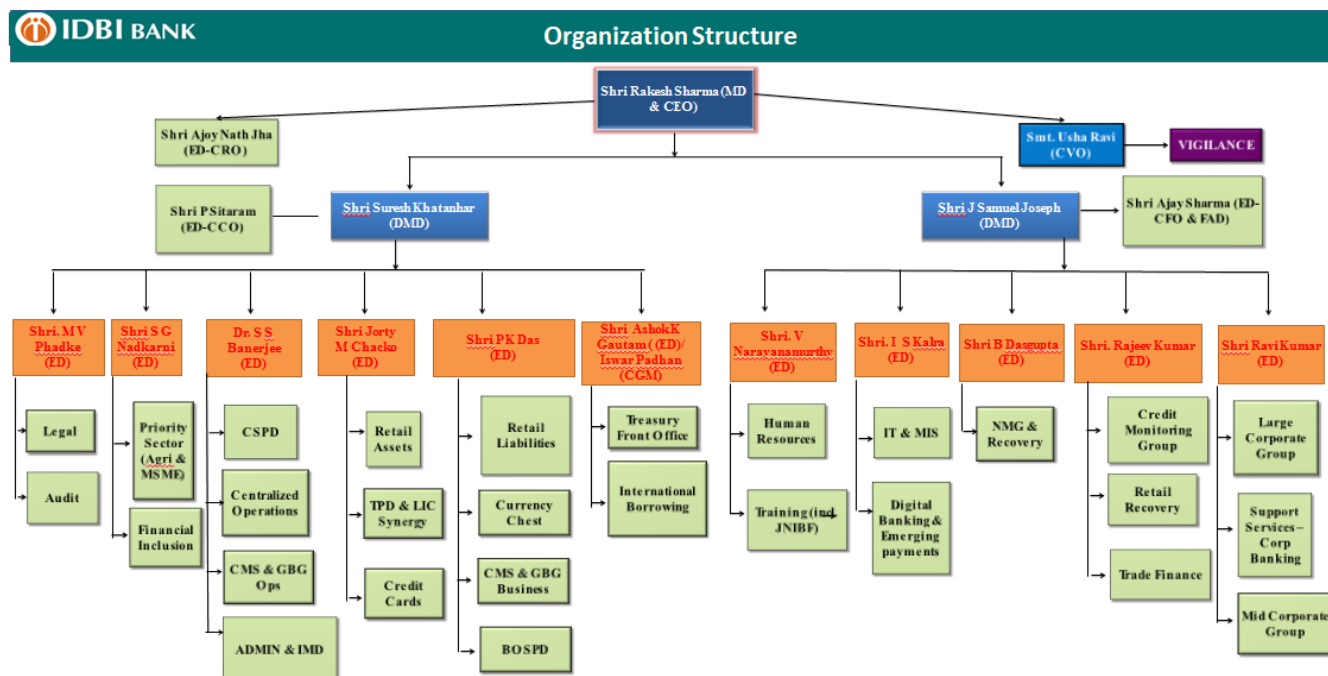 IDBI BANK
Organization Structure
Shri Rakesh Sharma (MD
& CEO)
Shri Ajoy Nath Jha
(ED-CRO)
Smt. Usha Ravi
(CVO)
VIGILANCE
Shri P Sitaram
(ED-CCO)
Shri Suresh Khatanhar
(DMD)
Shri J Samuel Joseph
(DMD)
Shri Ajay Sharma (ED-
CFO & FAD)
Shri. M V
Phadke
(ED)
Shri S G
Nadkarni
(ED)
Dr. S S
Banerjee
(ED)
Shri Jorty
M Chacko
(ED)
Shri PK Das
(ED)
Shri Ashok K
Gautam ( (ED)/
Iswar Padhan
(CGM)
Shri. V
Narayanamurthy
(ED)
Shri. I S Kalra
(ED)
Shri B Dasgupta
(ED)
Shri. Rajeev Kumar
(ED)
Shri Ravi Kumar
(ED)
Legal
Audit
Priority
Sector
(Agri &
MSME)
Financial
Inclusion
CSPD
Centralized
Operations
CMS & GBG
Ops
ADMIN & IMD
Retail
Assets
TPD & LIC
Synergy
Credit
Cards
Retail
Liabilities
Currency
Chest
CMS & GBG
Business
BOSPD
Treasury
Front Office
International
Borrowing
Human
Resources
Training (incl
JNIBF)
IT & MIS
Digital
Banking &
Emerging
payments
NMG &
Recovery
Credit
Monitoring
Group
Retail
Recovery
Trade Finance
Large
Corporate
Group
Support
Services–
Corp
Banking
Mid Corporate
Group